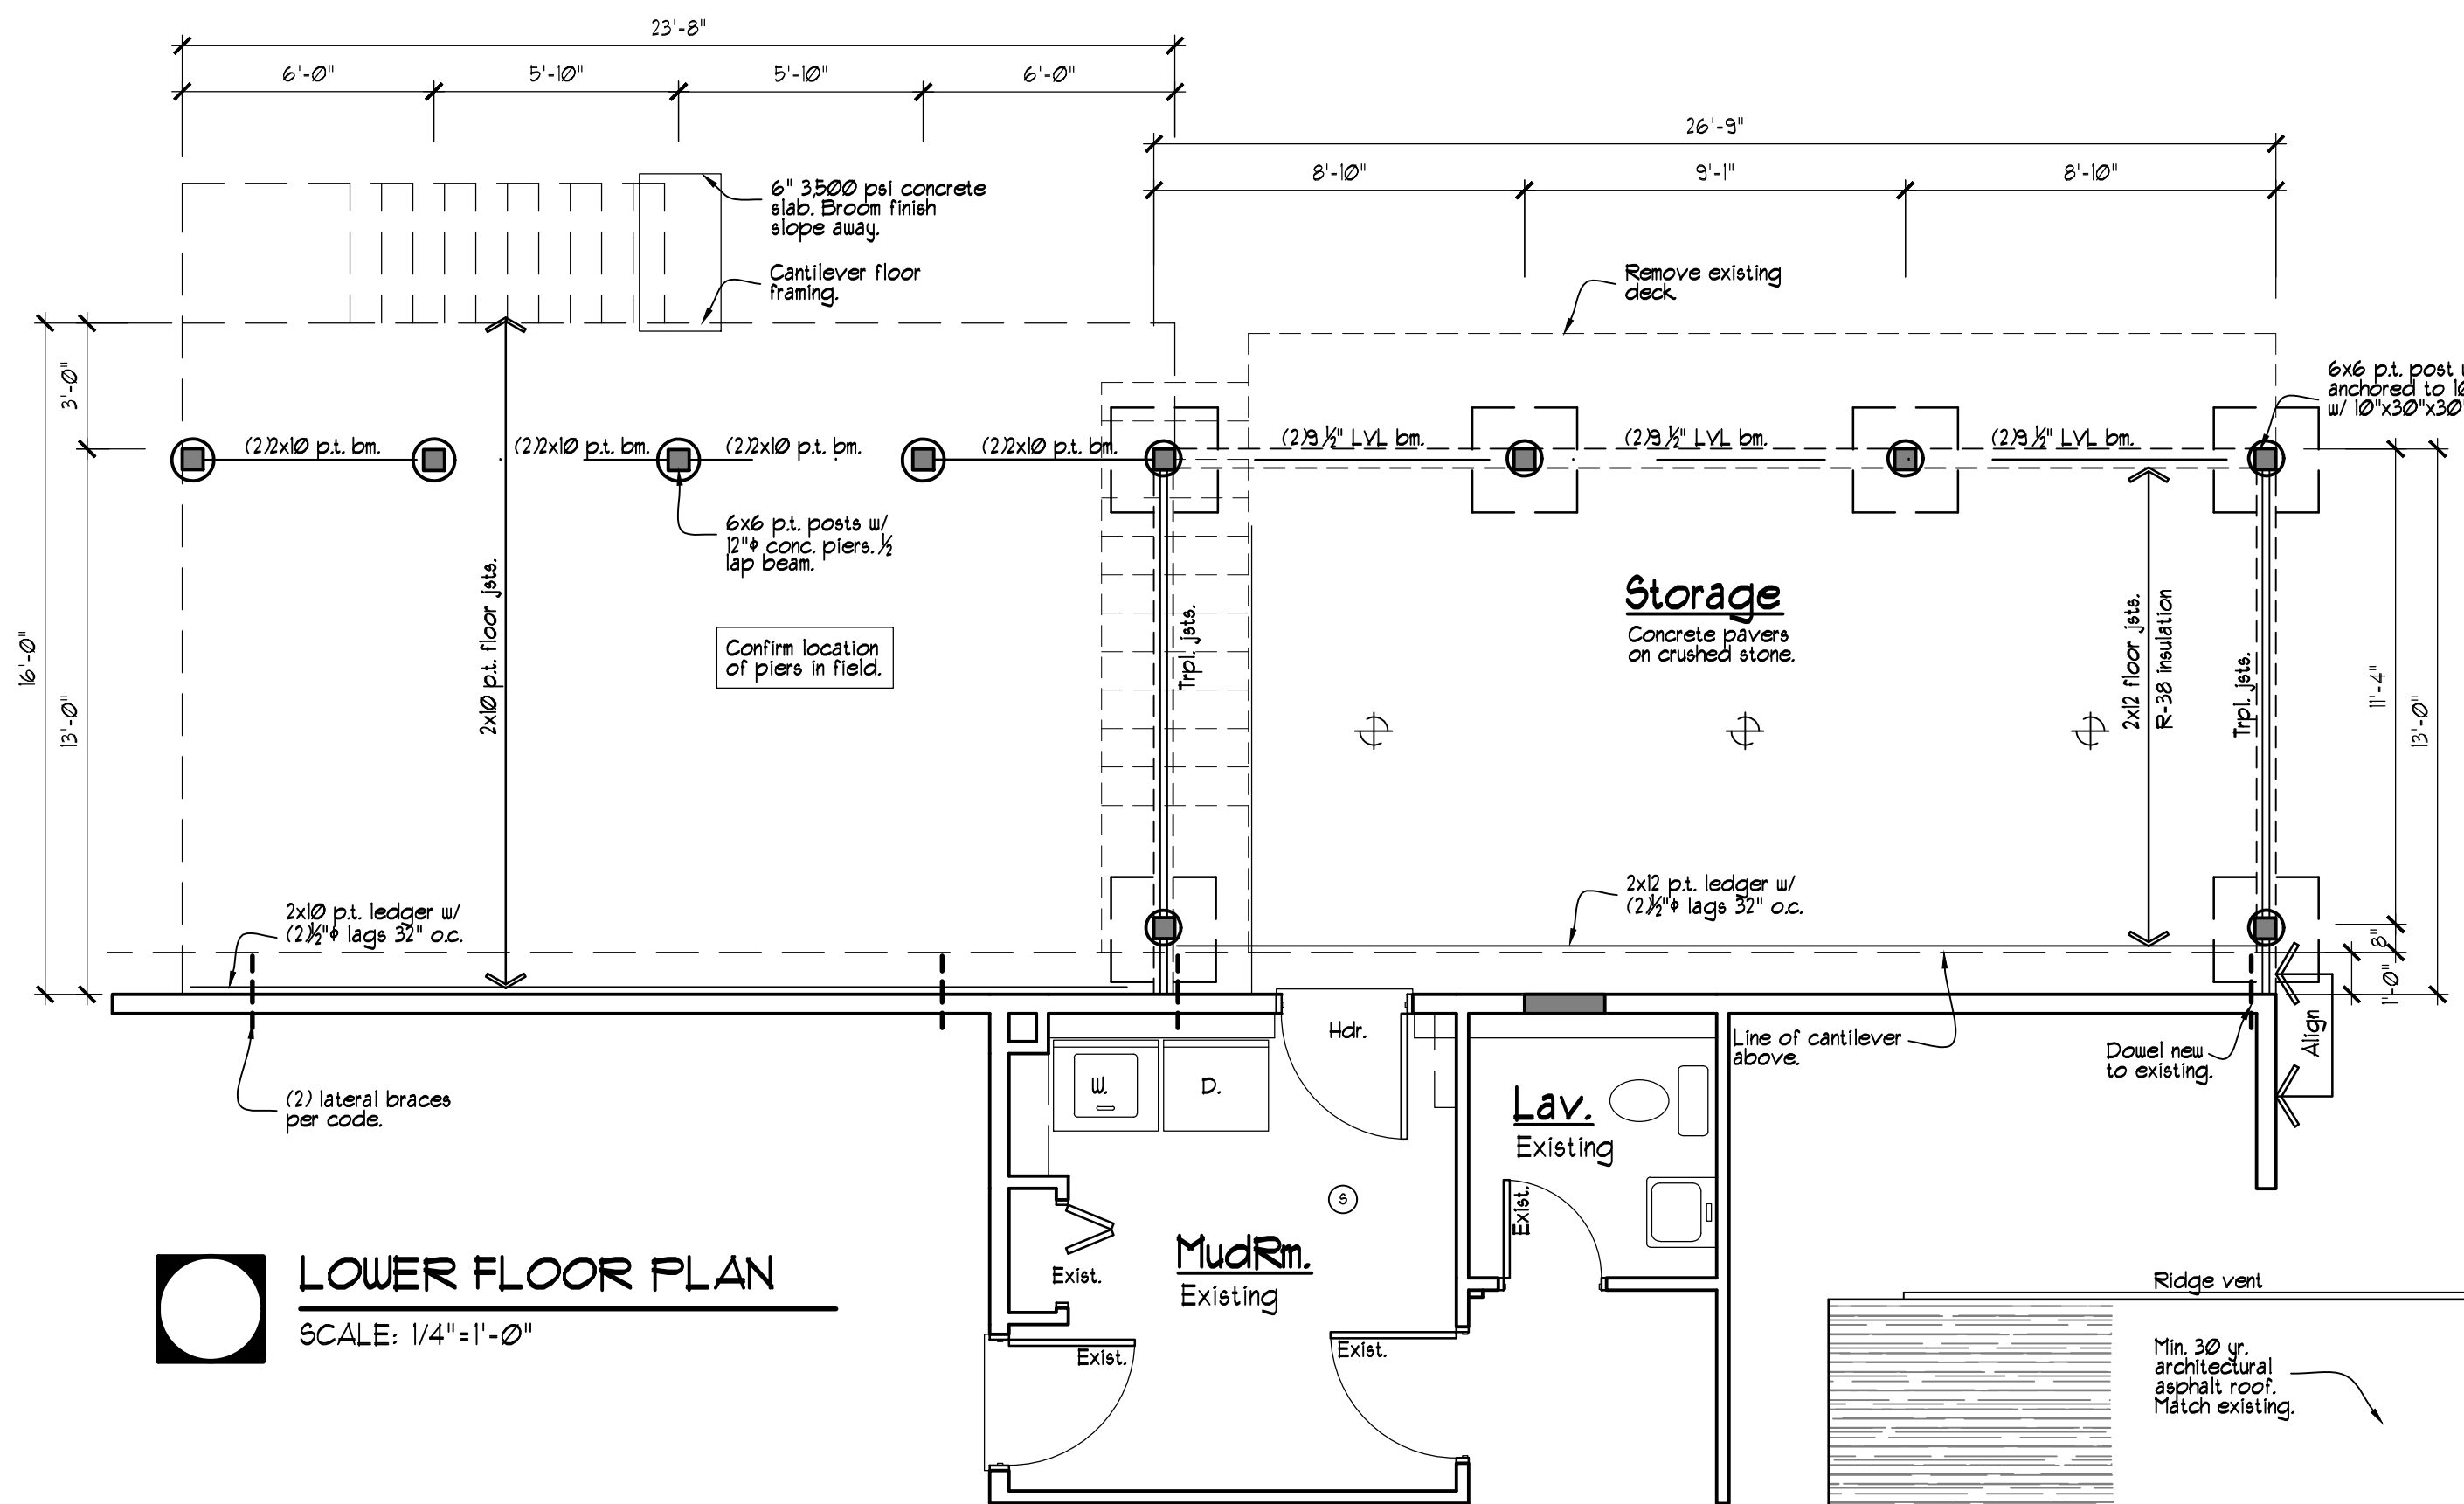 23'-8"
6'-0"
5'-10"
5'-10"
6'-0"
26'-9"
8'-10"
9'-1"
8'-10"
6" 3,500 psi concrete
slab. Broom finish
slope away.
Cantilever floor
framing.
Remove existing
deck
6x6 p.t. post
anchored to
w/ 10"x30"x30"
3'-0"
16'-0"
13'-0"
(2)2x10 p.t. bm.
(2)2x10 p.t. bm.
(2)2x10 p.t. bm.
(2)2x10 p.t. bm.
(2)9 ½" LVL bm.
(2)9 ½" LVL bm.
(2)9 ½" LVL bm.
6x6 p.t. posts w/
12"ɸ conc. piers. ½
lap beam.
2x10 p.t. floor jsts.
Confirm location
of piers in field.
Trpl. jsts.
Storage
Concrete pavers
on crushed stone.
2x12 floor jsts.
R-38 insulation
Trpl. jsts.
11'-4"
13'-0"
8"
1'-0"
2x10 p.t. ledger w/
(2)½"ɸ lags 32" o.c.
2x12 p.t. ledger w/
(2)½"ɸ lags 32" o.c.
(2) lateral braces
per code.
Hdr.
W.
D.
Line of cantilever
above.
Dowel new
to existing.
Align
Lav.
Existing
Exist.
S
MudRm.
Existing
Exist.
Exist.
Exist.
LOWER FLOOR PLAN
SCALE: 1/4"=1'-0"
Ridge vent
Min. 30 yr.
architectural
asphalt roof.
Match existing.